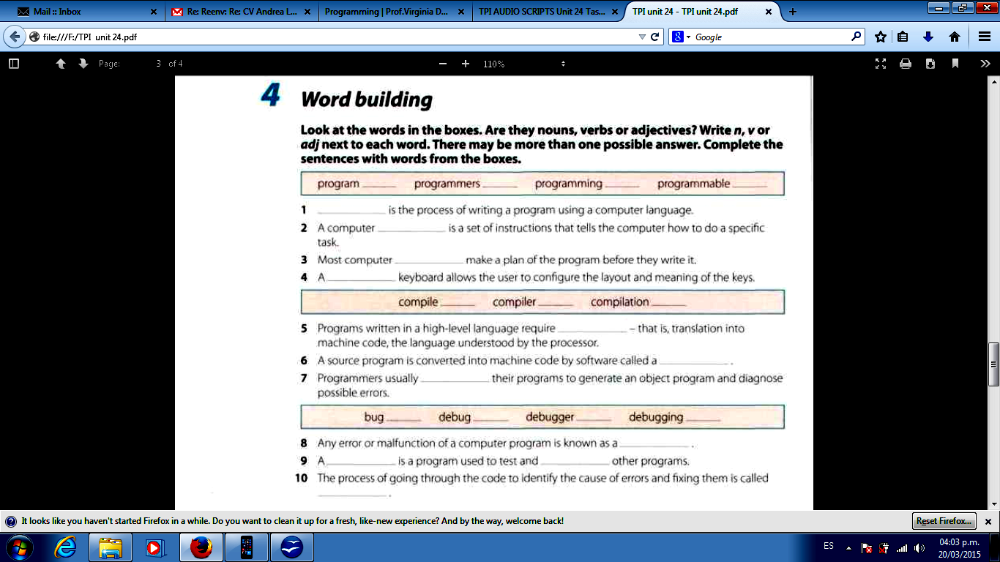 Mail :: Inbox
Re: Reenv: Re: CV Andrea L...
Programming | Prof.Virginia D...
TPI AUDIO SCRIPTS Unit 24 Tas...
TPI unit 24 - TPI unit 24.pdf
file:///F:/TPI unit 24.pdf
Google
Page: 3 of 4
110%
4 Word building
Look at the words in the boxes. Are they nouns, verbs or adjectives? Write n, v or
adj next to each word. There may be more than one possible answer. Complete the
sentences with words from the boxes.
program ______ programmers ______ programming ______ programmable ______
1 ____________ is the process of writing a program using a computer language.
2 A computer ____________ is a set of instructions that tells the computer how to do a specific
task.
3 Most computer ____________ make a plan of the program before they write it.
4 A ____________ keyboard allows the user to configure the layout and meaning of the keys.
compile ______ compiler ______ compilation ______
5 Programs written in a high-level language require ____________ – that is, translation into
machine code, the language understood by the processor.
6 A source program is converted into machine code by software called a ____________ .
7 Programmers usually ____________ their programs to generate an object program and diagnose
possible errors.
bug ______ debug ______ debugger ______ debugging ______
8 Any error or malfunction of a computer program is known as a ____________ .
9 A ____________ is a program used to test and ____________ other programs.
10 The process of going through the code to identify the cause of errors and fixing them is called
____________ .
It looks like you haven't started Firefox in a while. Do you want to clean it up for a fresh, like-new experience? And by the way, welcome back!
Reset Firefox...
ES
04:03 p.m.
20/03/2015